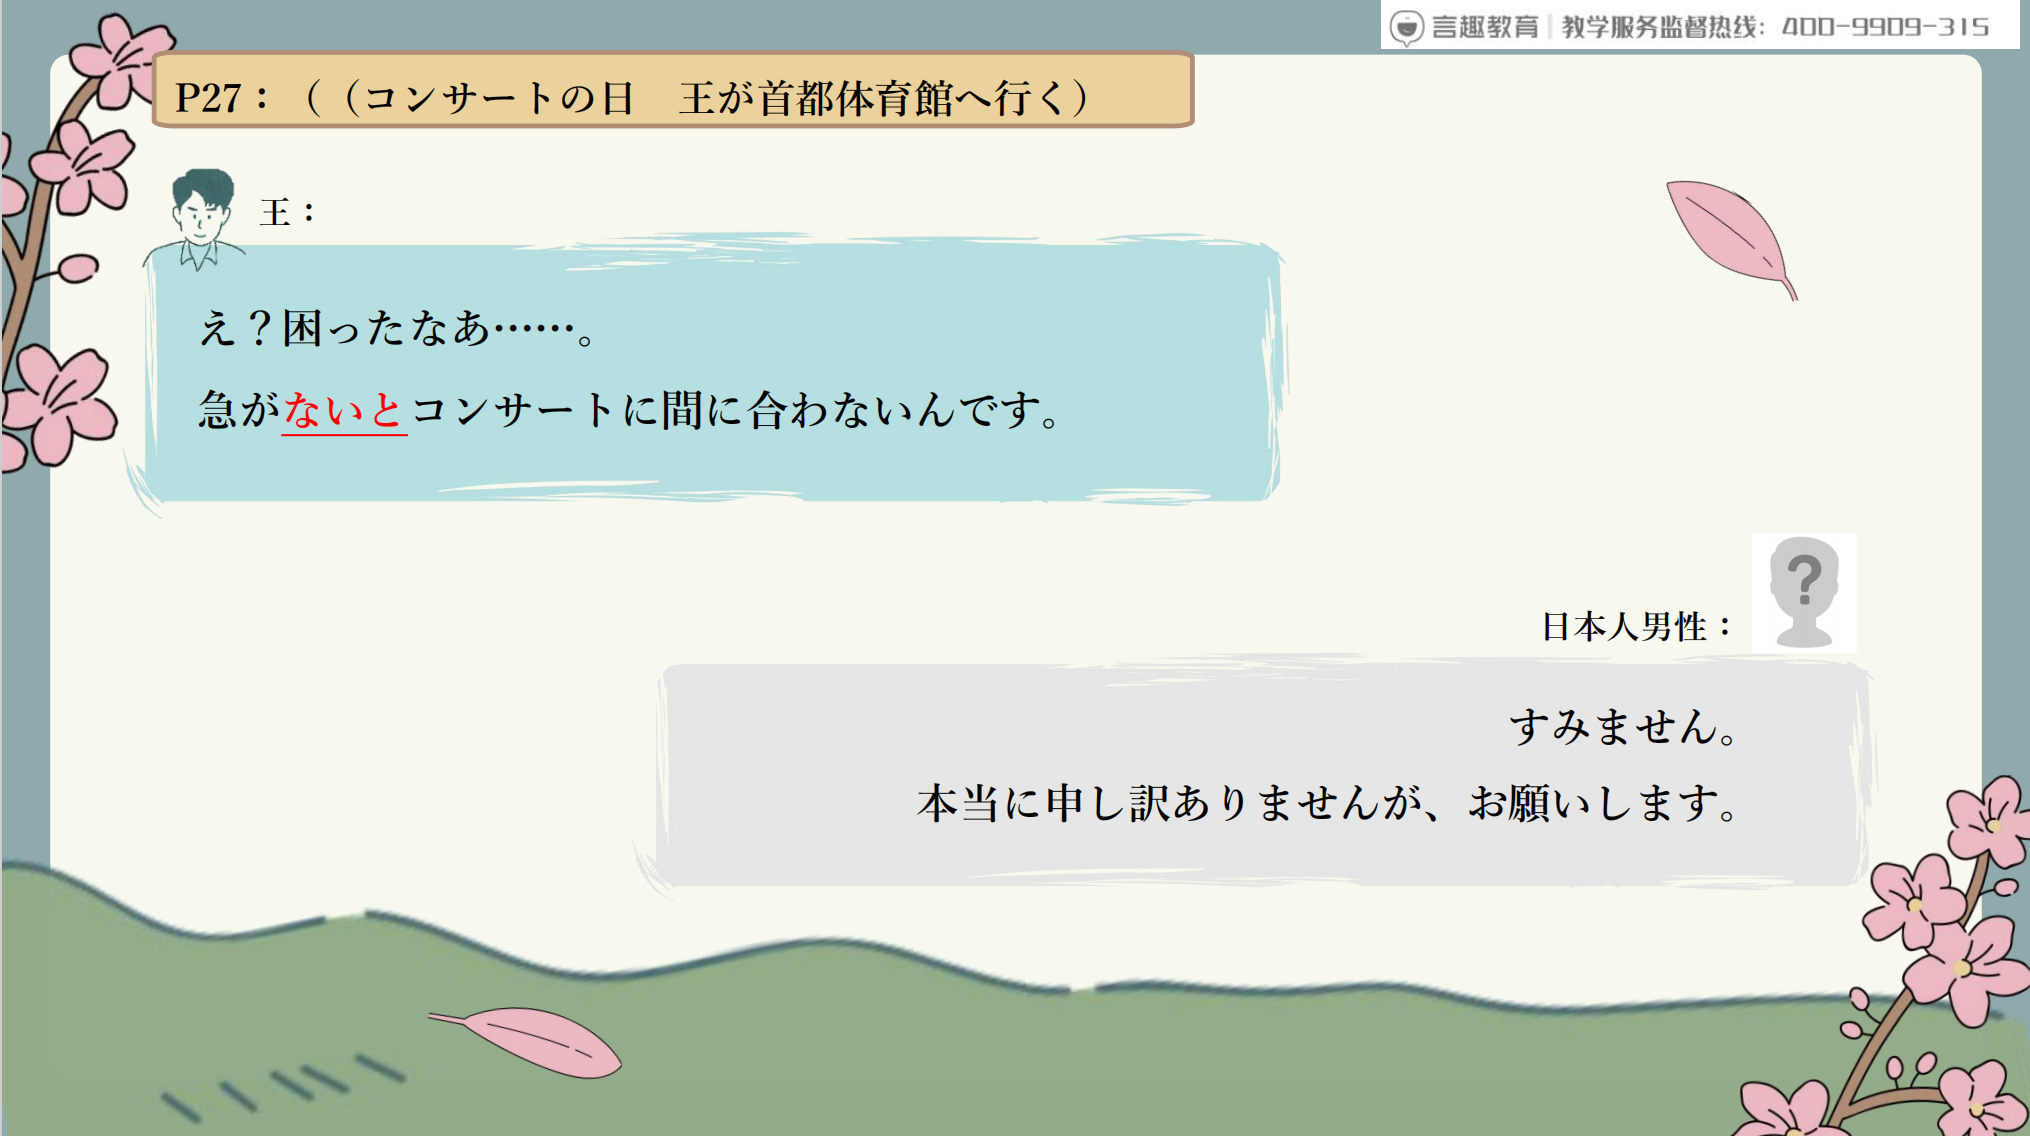 言趣教育 | 教学服务监督热线：400-9909-315
P27：（（コンサートの日　王が首都体育館へ行く）
王：
え？困ったなあ……。
急がないとコンサートに間に合わないんです。
日本人男性：
?
すみません。
本当に申し訳ありませんが、お願いします。